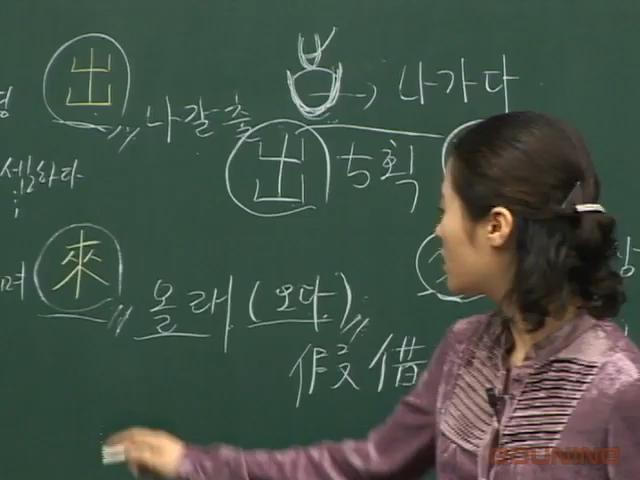 나가다
出 나갈 출
出 5획
來 올 래 (오다)
假借